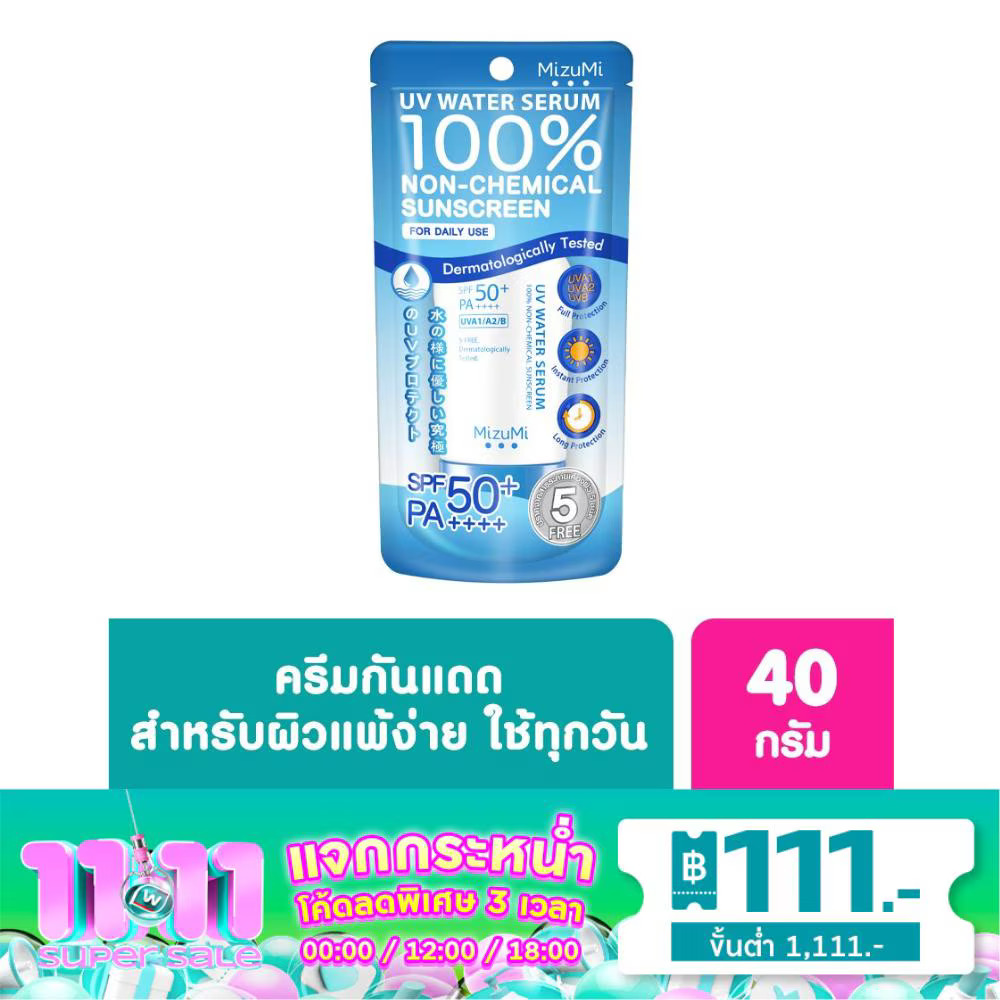 MizuMi
UV WATER SERUM
100%
NON-CHEMICAL
SUNSCREEN
FOR DAILY USE
Dermatologically Tested
水の様に優しい究極
のUVプロテクト
SPF 50+
PA ++++
UVA1/A2/B
5 FREE
Dermatologically
Tested.
UV WATER SERUM
100% NON-CHEMICAL SUNSCREEN
MizuMi
UVA1
UVA2
UVB
Full Protection
Instant Protection
Long Protection
SPF 50+
PA ++++
5
FREE
ครีมกันแดด
สำหรับผิวแพ้ง่าย ใช้ทุกวัน
40
กรัม
11.11
W
SUPER SALE
แจกกระหน่ำ
โค้ดลดพิเศษ 3 เวลา
00:00 / 12:00 / 18:00
฿ 111.-
ขั้นต่ำ 1,111.-